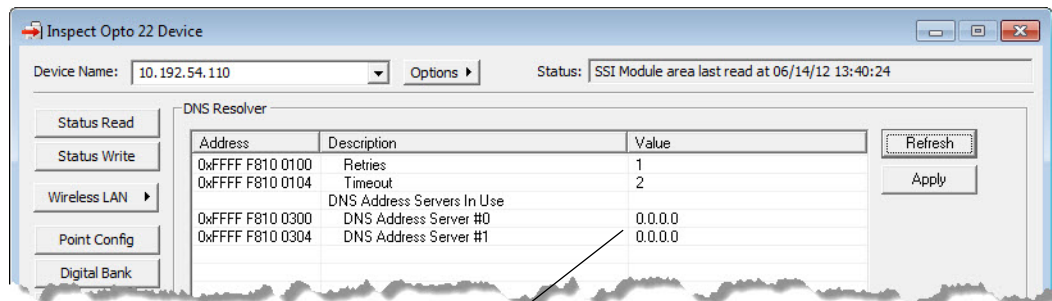 Inspect Opto 22 Device
Device Name: 10.192.54.110 Options Status: SSI Module area last read at 06/14/12 13:40:24
Status Read
Status Write
Wireless LAN
Point Config
Digital Bank
DNS Resolver
Address Description Value
0xFFFF F810 0100 Retries 1
0xFFFF F810 0104 Timeout 2
DNS Address Servers In Use
0xFFFF F810 0300 DNS Address Server #0 0.0.0.0
0xFFFF F810 0304 DNS Address Server #1 0.0.0.0
Refresh
Apply